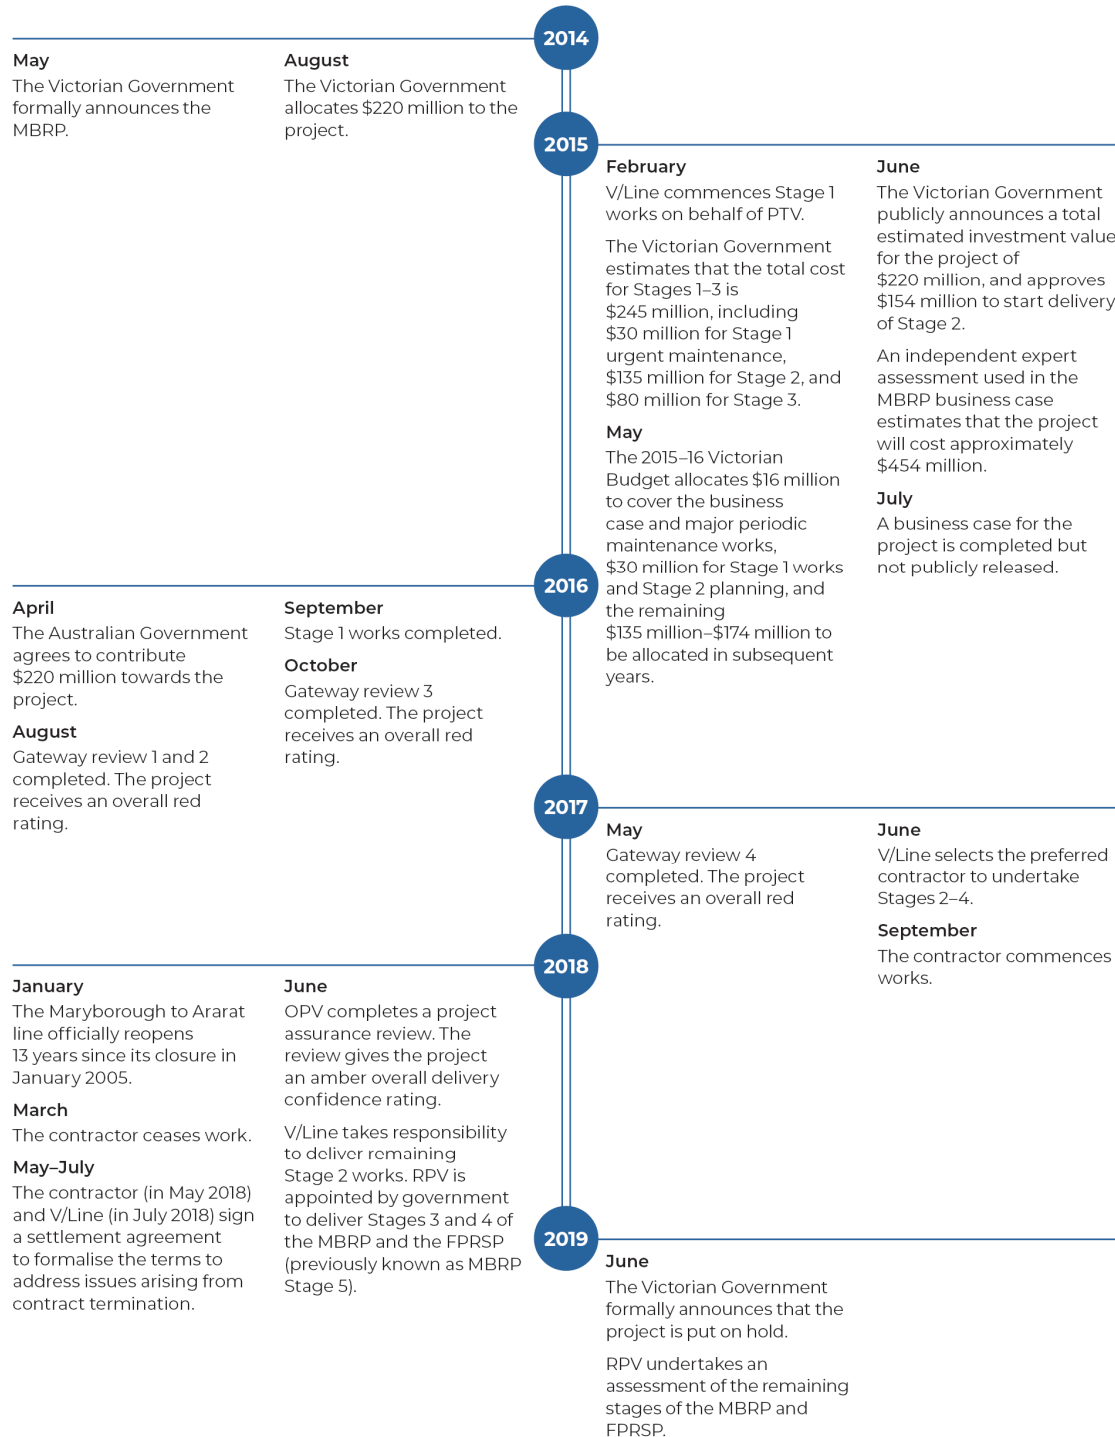 2014
May
The Victorian Government
formally announces the
MBRP.
August
The Victorian Government
allocates $220 million to the
project.
2015
February
V/Line commences Stage 1
works on behalf of PTV.
The Victorian Government
estimates that the total cost
for Stages 1–3 is
$245 million, including
$30 million for Stage 1
urgent maintenance,
$135 million for Stage 2, and
$80 million for Stage 3.
May
The 2015–16 Victorian
Budget allocates $16 million
to cover the business
case and major periodic
maintenance works,
$30 million for Stage 1 works
and Stage 2 planning, and
the remaining
$135 million–$174 million to
be allocated in subsequent
years.
June
The Victorian Government
publicly announces a total
estimated investment value
for the project of
$220 million, and approves
$154 million to start delivery
of Stage 2.
An independent expert
assessment used in the
MBRP business case
estimates that the project
will cost approximately
$454 million.
July
A business case for the
project is completed but
not publicly released.
2016
April
The Australian Government
agrees to contribute
$220 million towards the
project.
August
Gateway review 1 and 2
completed. The project
receives an overall red
rating.
September
Stage 1 works completed.
October
Gateway review 3
completed. The project
receives an overall red
rating.
2017
May
Gateway review 4
completed. The project
receives an overall red
rating.
June
V/Line selects the preferred
contractor to undertake
Stages 2–4.
September
The contractor commences
works.
2018
January
The Maryborough to Ararat
line officially reopens
13 years since its closure in
January 2005.
March
The contractor ceases work.
May–July
The contractor (in May 2018)
and V/Line (in July 2018) sign
a settlement agreement
to formalise the terms to
address issues arising from
contract termination.
June
OPV completes a project
assurance review. The
review gives the project
an amber overall delivery
confidence rating.
V/Line takes responsibility
to deliver remaining
Stage 2 works. RPV is
appointed by government
to deliver Stages 3 and 4 of
the MBRP and the FPRSP
(previously known as MBRP
Stage 5).
2019
June
The Victorian Government
formally announces that the
project is put on hold.
RPV undertakes an
assessment of the remaining
stages of the MBRP and
FPRSP.